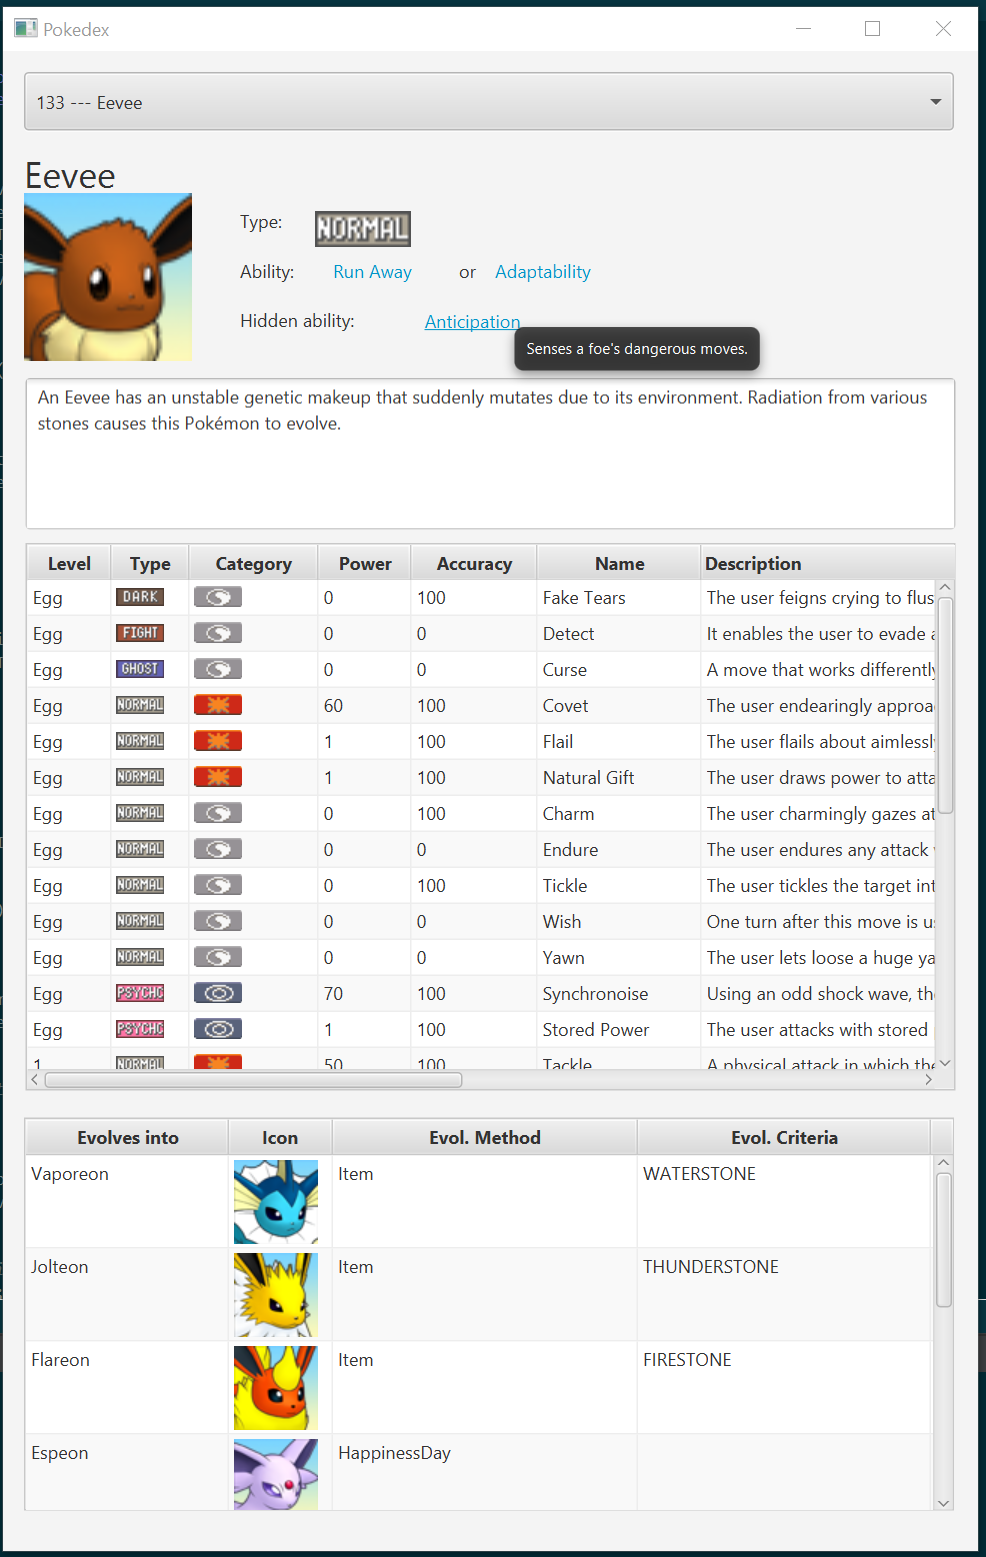 Pokedex
133 --- Eevee
Eevee
Type: NORMAL
Ability: Run Away or Adaptability
Hidden ability: Anticipation
Senses a foe's dangerous moves.
An Eevee has an unstable genetic makeup that suddenly mutates due to its environment. Radiation from various
stones causes this Pokémon to evolve.
Level Type Category Power Accuracy Name Description
Egg DARK 0 100 Fake Tears The user feigns crying to flus
Egg FIGHT 0 0 Detect It enables the user to evade a
Egg GHOST 0 0 Curse A move that works differently
Egg NORMAL 60 100 Covet The user endearingly approa
Egg NORMAL 1 100 Flail The user flails about aimlessly
Egg NORMAL 1 100 Natural Gift The user draws power to atta
Egg NORMAL 0 100 Charm The user charmingly gazes at
Egg NORMAL 0 0 Endure The user endures any attack
Egg NORMAL 0 100 Tickle The user tickles the target int
Egg NORMAL 0 0 Wish One turn after this move is u
Egg NORMAL 0 0 Yawn The user lets loose a huge ya
Egg PSYCHC 70 100 Synchronoise Using an odd shock wave, the
Egg PSYCHC 1 100 Stored Power The user attacks with stored
1 NORMAL 50 100 Tackle A physical attack in which the
Evolves into Icon Evol. Method Evol. Criteria
Vaporeon Item WATERSTONE
Jolteon Item THUNDERSTONE
Flareon Item FIRESTONE
Espeon HappinessDay